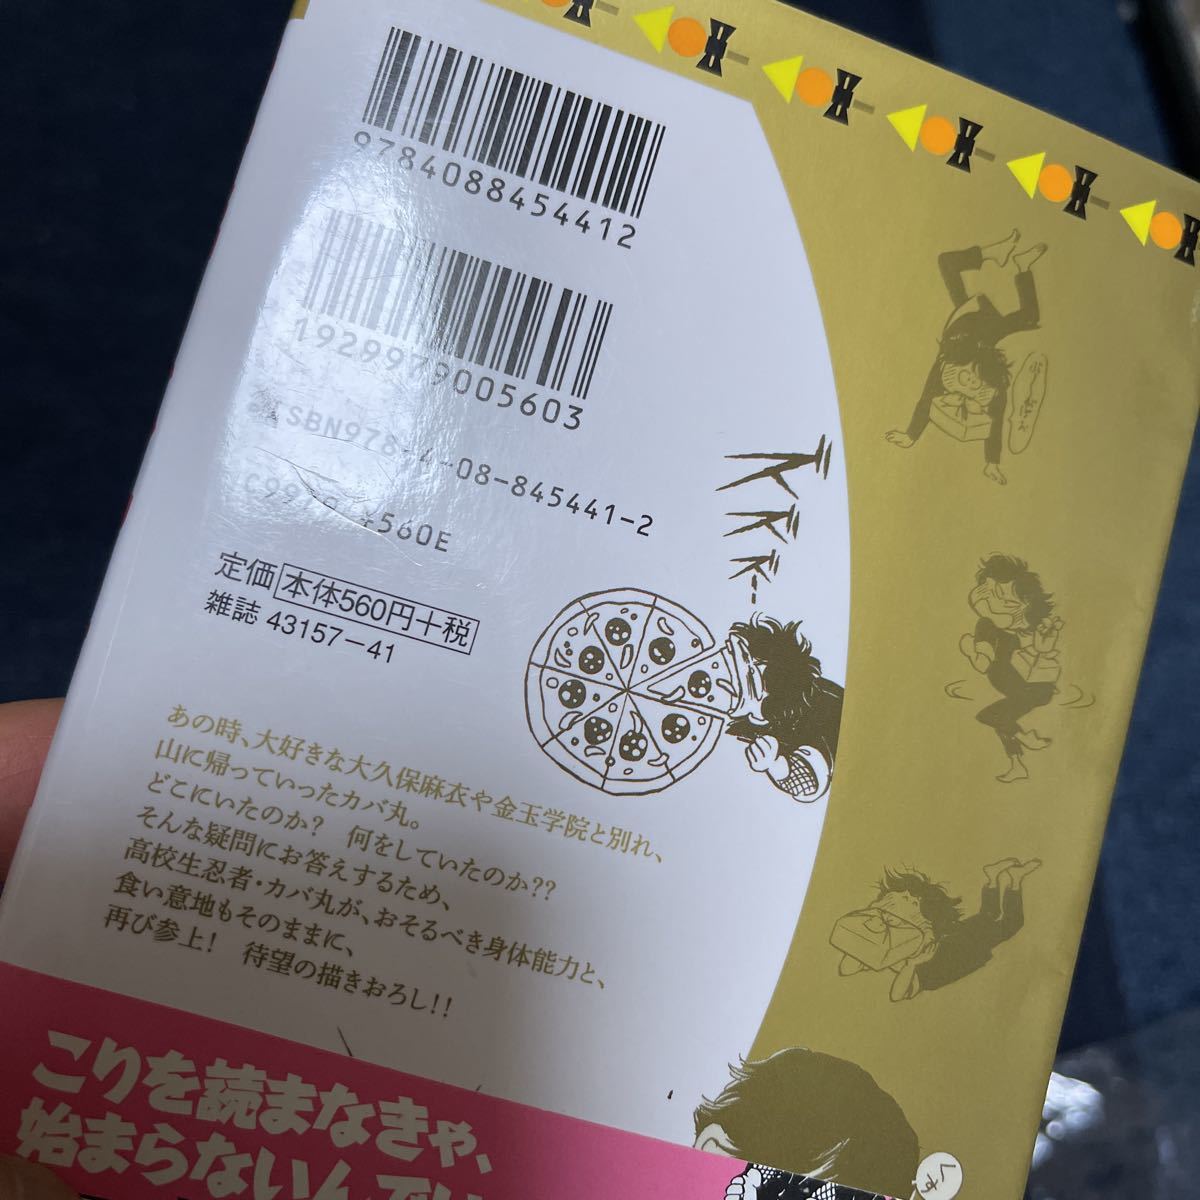 9784088454412
1929979005603
ISBN978-4-08-845441-2
C9979 ¥560E
定価 本体560円+税
雑誌 43157-41
あの時、大好きな大久保麻衣や金玉学院と別れ、
山に帰っていったカバ丸。
どこにいたのか？ 何をしていたのか??
そんな疑問にお答えするため、
高校生忍者・カバ丸が、おそるべき身体能力と、
食い意地もそのままに、
再び参上！ 待望の描きおろし!!
こりを読まなきゃ、
始まらないんでい